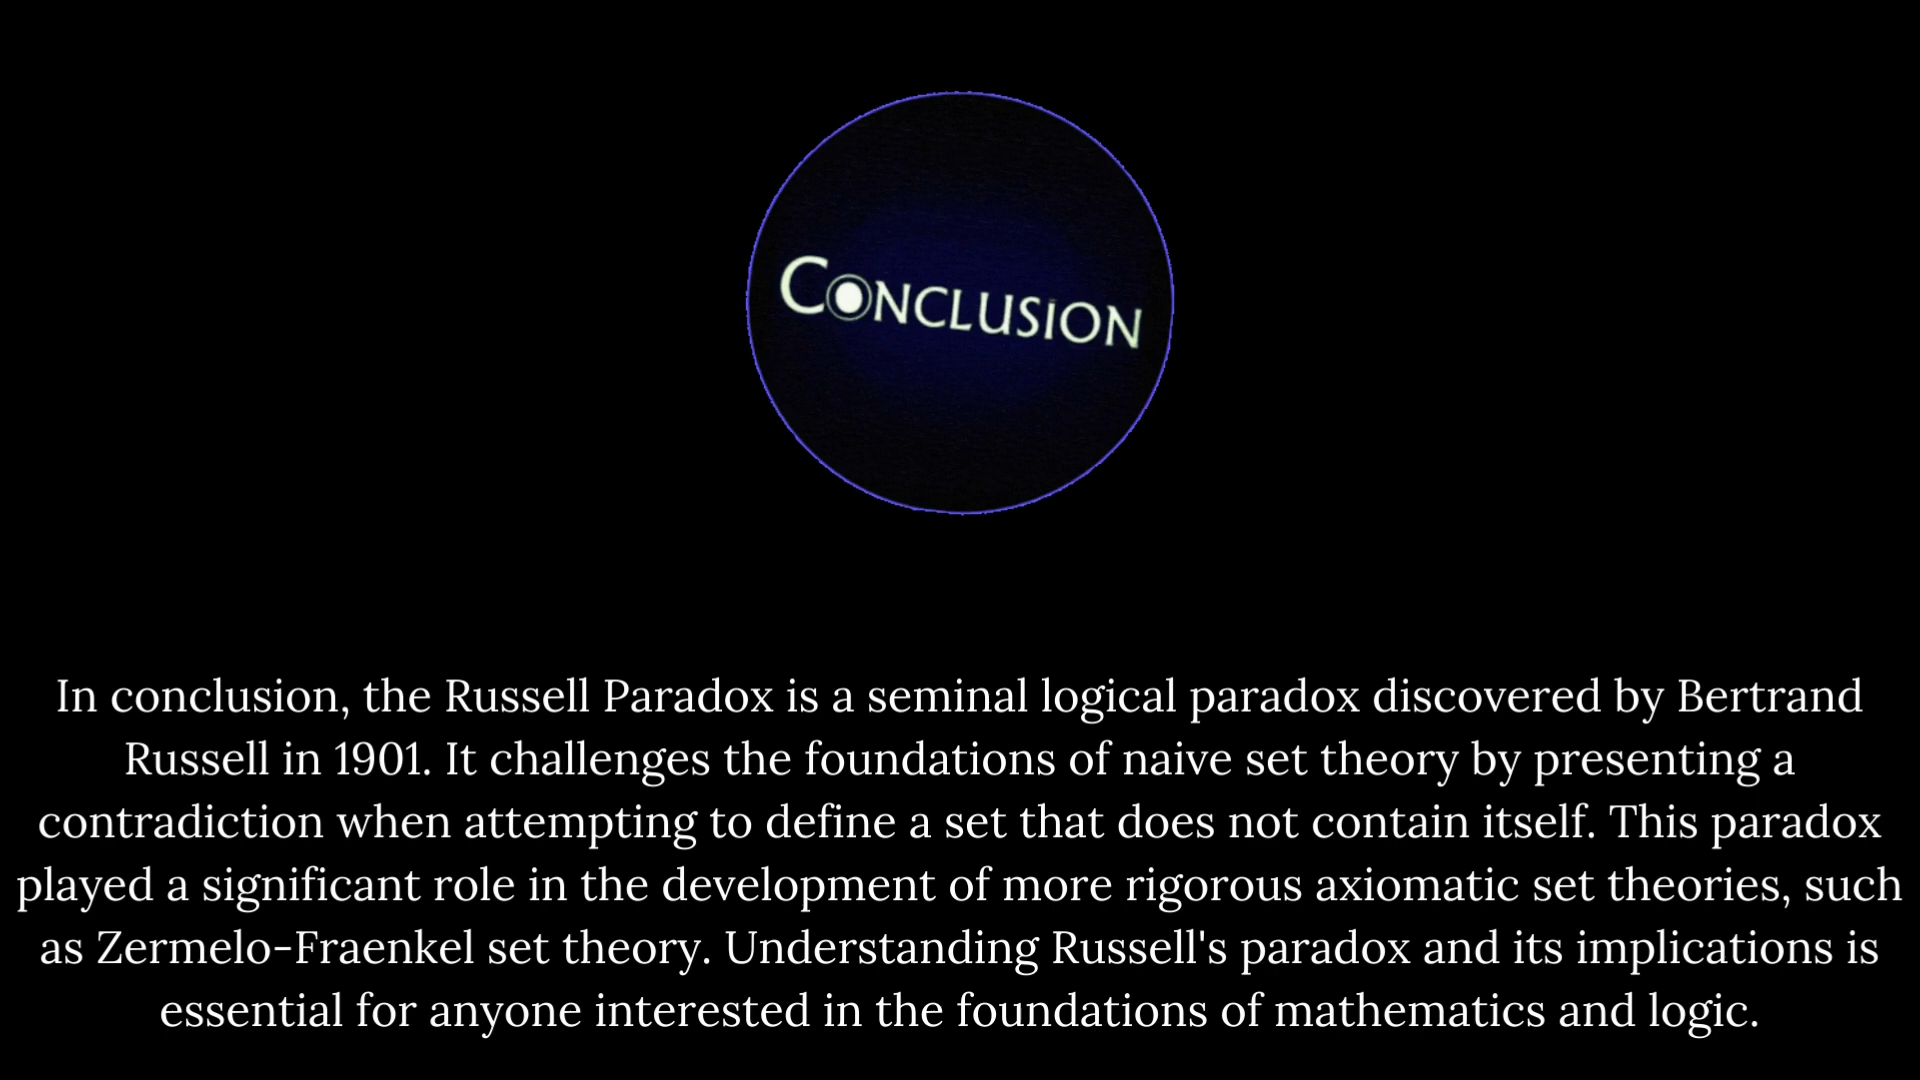 CONCLUSION
In conclusion, the Russell Paradox is a seminal logical paradox discovered by Bertrand
Russell in 1901. It challenges the foundations of naive set theory by presenting a
contradiction when attempting to define a set that does not contain itself. This paradox
played a significant role in the development of more rigorous axiomatic set theories, such
as Zermelo-Fraenkel set theory. Understanding Russell's paradox and its implications is
essential for anyone interested in the foundations of mathematics and logic.